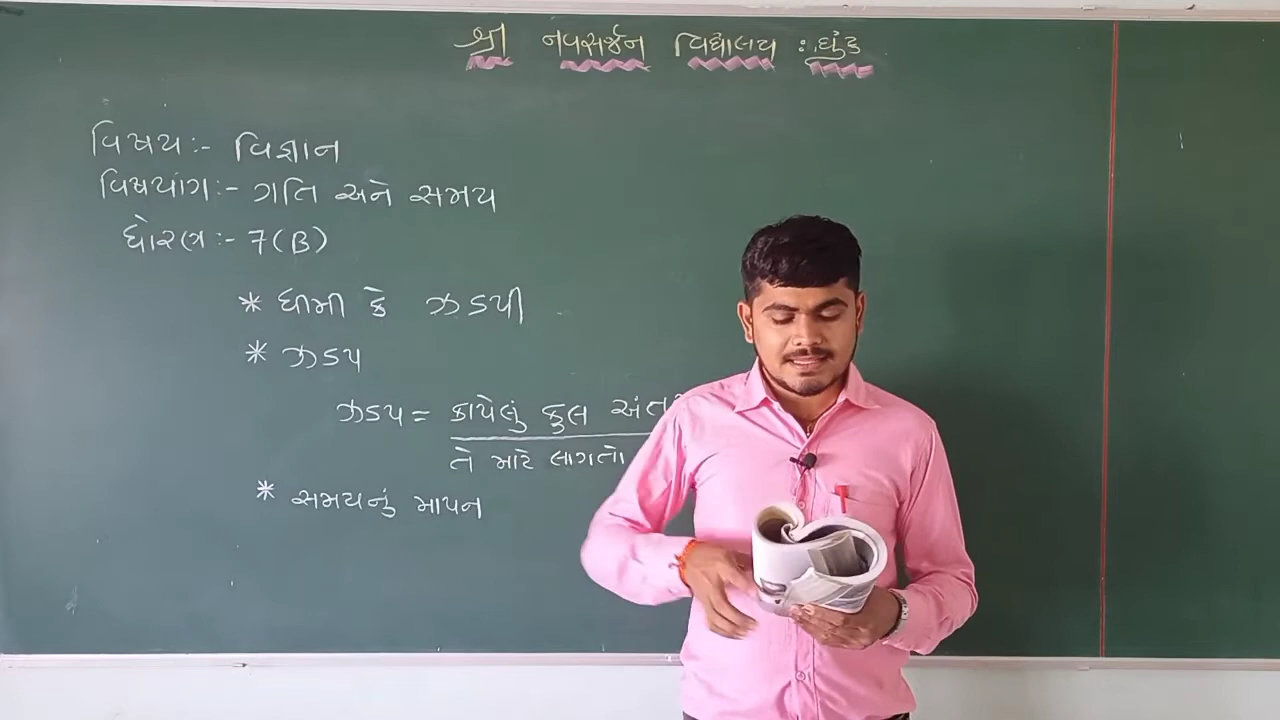 શ્રી નવસર્જન વિદ્યાલય : ઘુંટુ
વિષય :- વિજ્ઞાન
વિષયાંગ :- ગતિ અને સમય
ધોરણ :- 7 (B)
* ધીમી કે ઝડપી
* ઝડપ
ઝડપ = કાપેલું કુલ અંત
તે માટે લાગતો
* સમયનું માપન